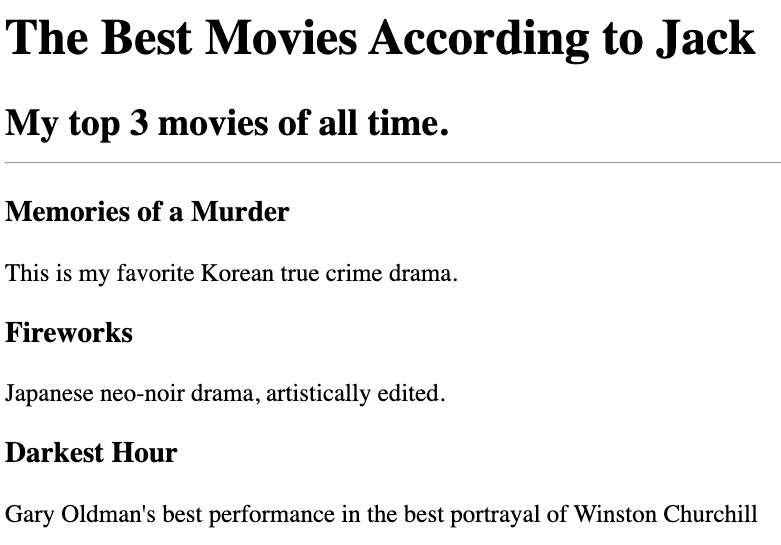 The Best Movies According to Jack
My top 3 movies of all time.
Memories of a Murder
This is my favorite Korean true crime drama.
Fireworks
Japanese neo-noir drama, artistically edited.
Darkest Hour
Gary Oldman's best performance in the best portrayal of Winston Churchill